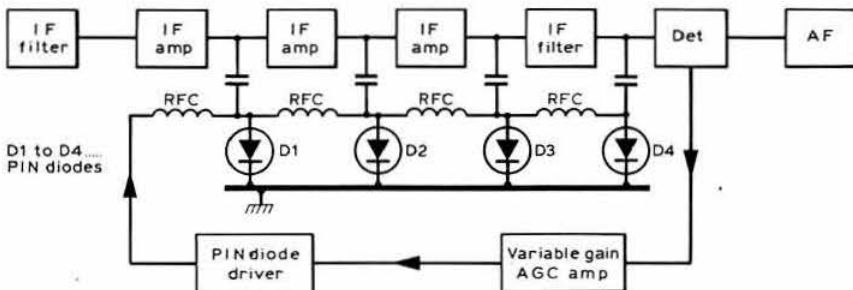 IF
filter
IF
amp
IF
amp
IF
amp
IF
filter
Det
AF
RFC
RFC
RFC
RFC
D1
D2
D3
D4
D1 to D4.....
PIN diodes
PIN diode
driver
Variable gain
AGC amp